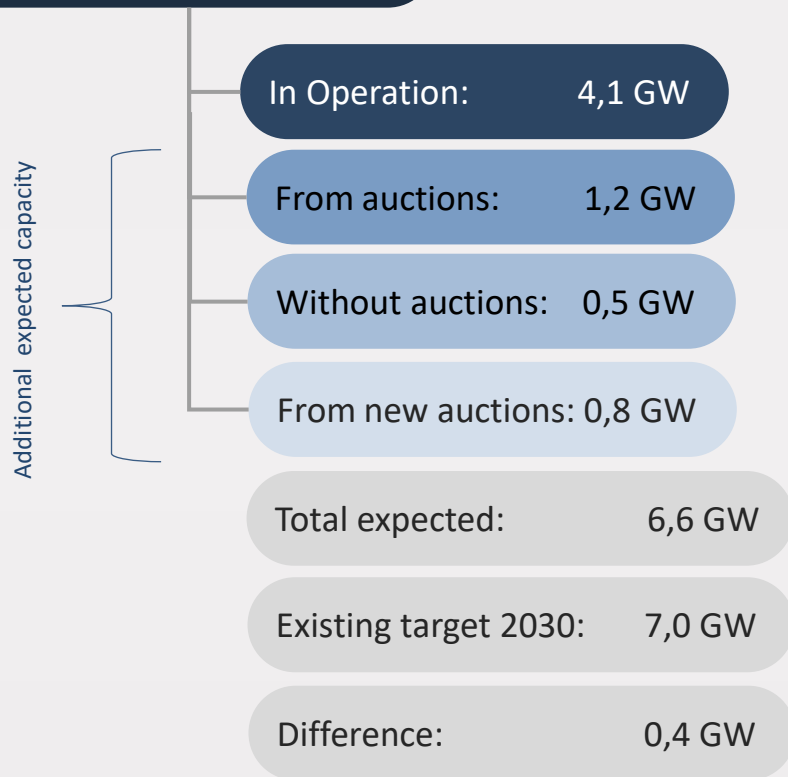 In Operation: 4,1 GW
Additional expected capacity
From auctions: 1,2 GW
Without auctions: 0,5 GW
From new auctions: 0,8 GW
Total expected: 6,6 GW
Existing target 2030: 7,0 GW
Difference: 0,4 GW